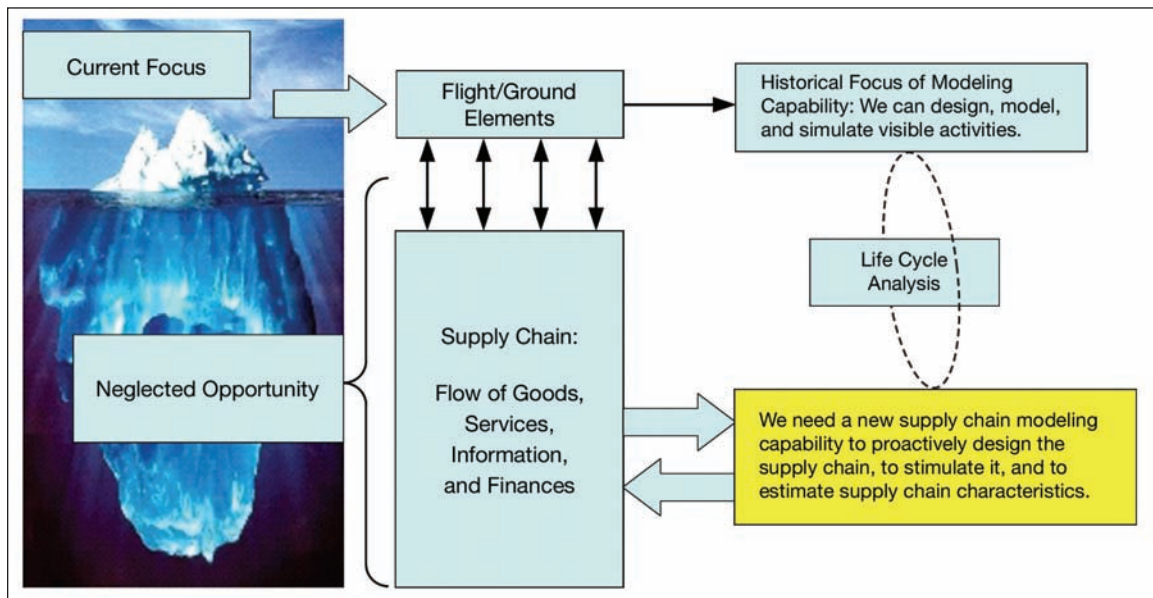 Current Focus
Flight/Ground
Elements
Historical Focus of Modeling
Capability: We can design, model,
and simulate visible activities.
Life Cycle
Analysis
Neglected Opportunity
Supply Chain:
Flow of Goods,
Services,
Information,
and Finances
We need a new supply chain modeling
capability to proactively design the
supply chain, to stimulate it, and to
estimate supply chain characteristics.